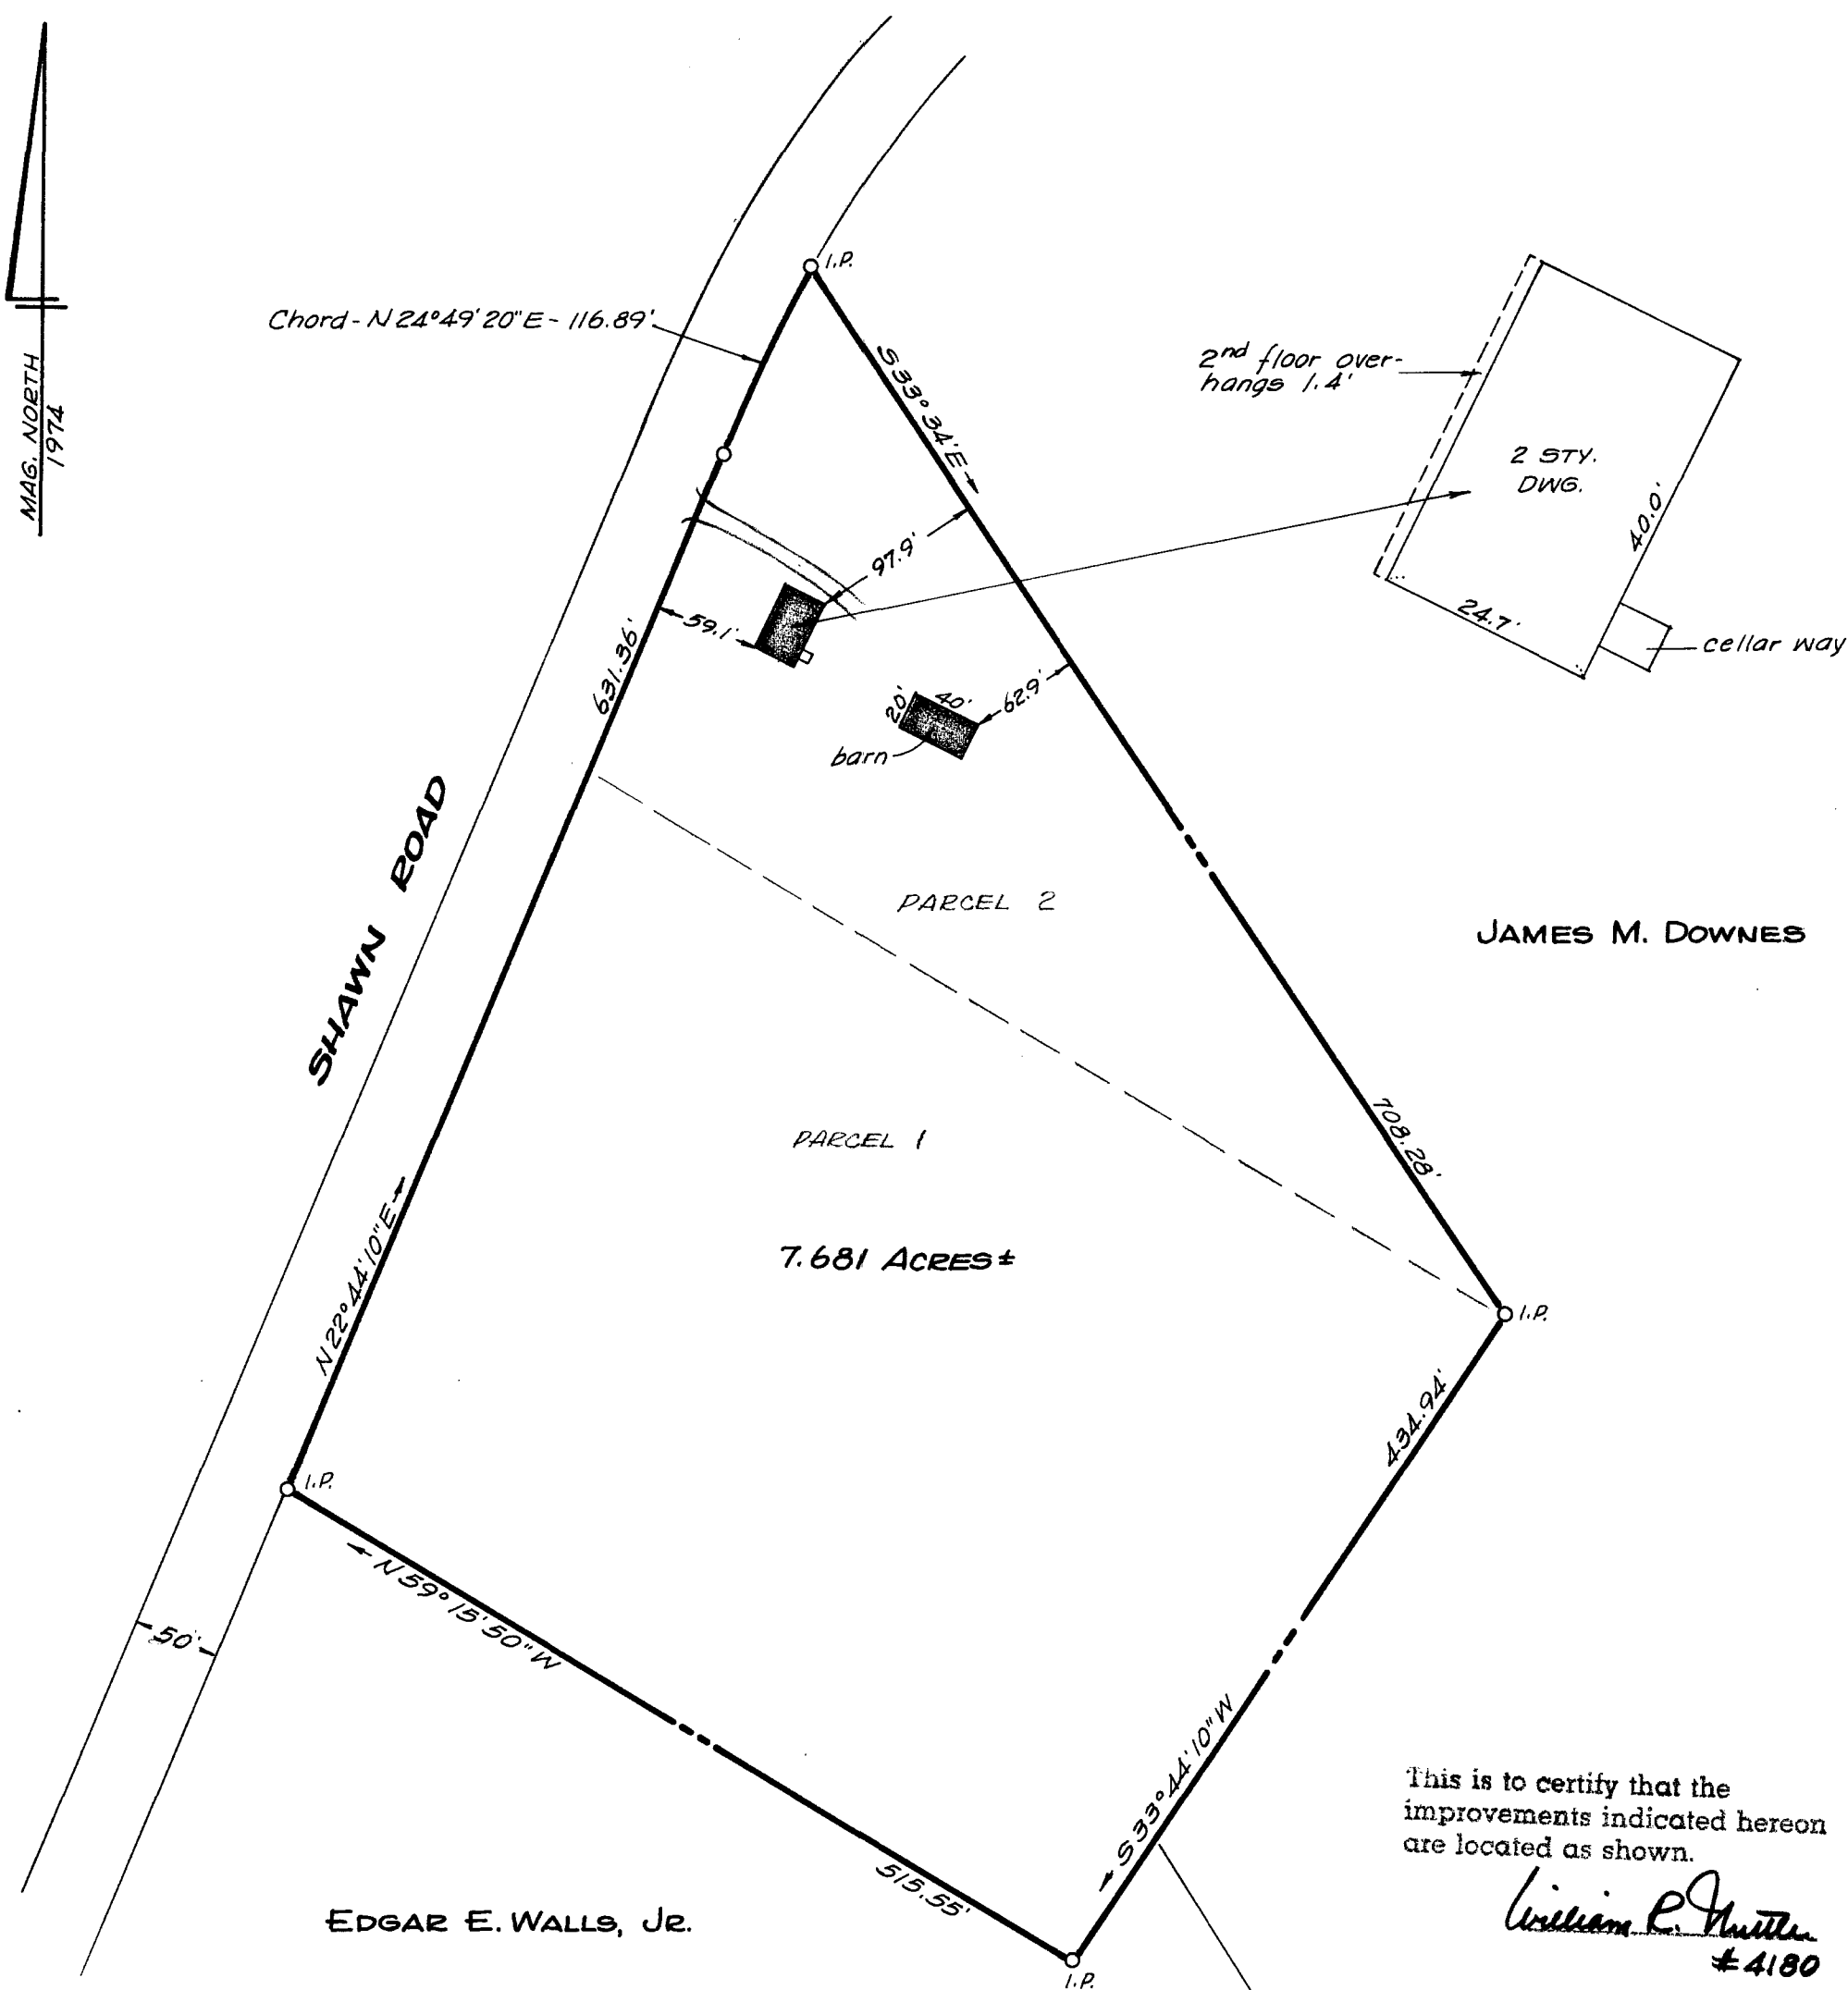 MAG. NORTH
1974
Chord - N 24° 49' 20" E - 116.89'
I.P.
S 33° 34' E
2nd floor over-
hangs 1.4'
2 STY.
DWG.
40.0'
24.7'
cellar way
97.9'
59.1'
631.36'
62.9'
40'
20'
barn
SHAWN ROAD
PARCEL 2
JAMES M. DOWNES
PARCEL 1
708.28'
7.681 ACRES ±
N 22° 44' 10" E
I.P.
434.94'
I.P.
N 59° 15' 50" W
50'
S 33° 44' 10" W
515.55'
EDGAR E. WALLS, JR.
I.P.
This is to certify that the
improvements indicated hereon
are located as shown.
William R.
#4180